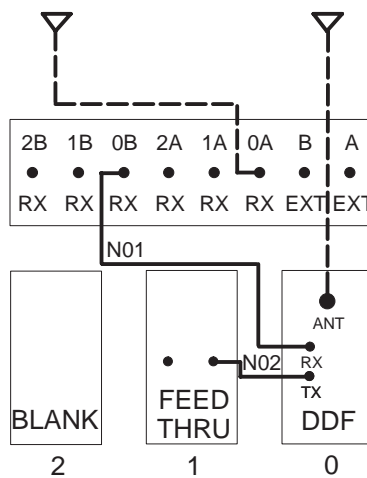 2B 1B 0B 2A 1A 0A B A
RX RX RX RX RX RX EXT EXT
N01
ANT
RX
N02
TX
BLANK
FEED
THRU
DDF
2 1 0